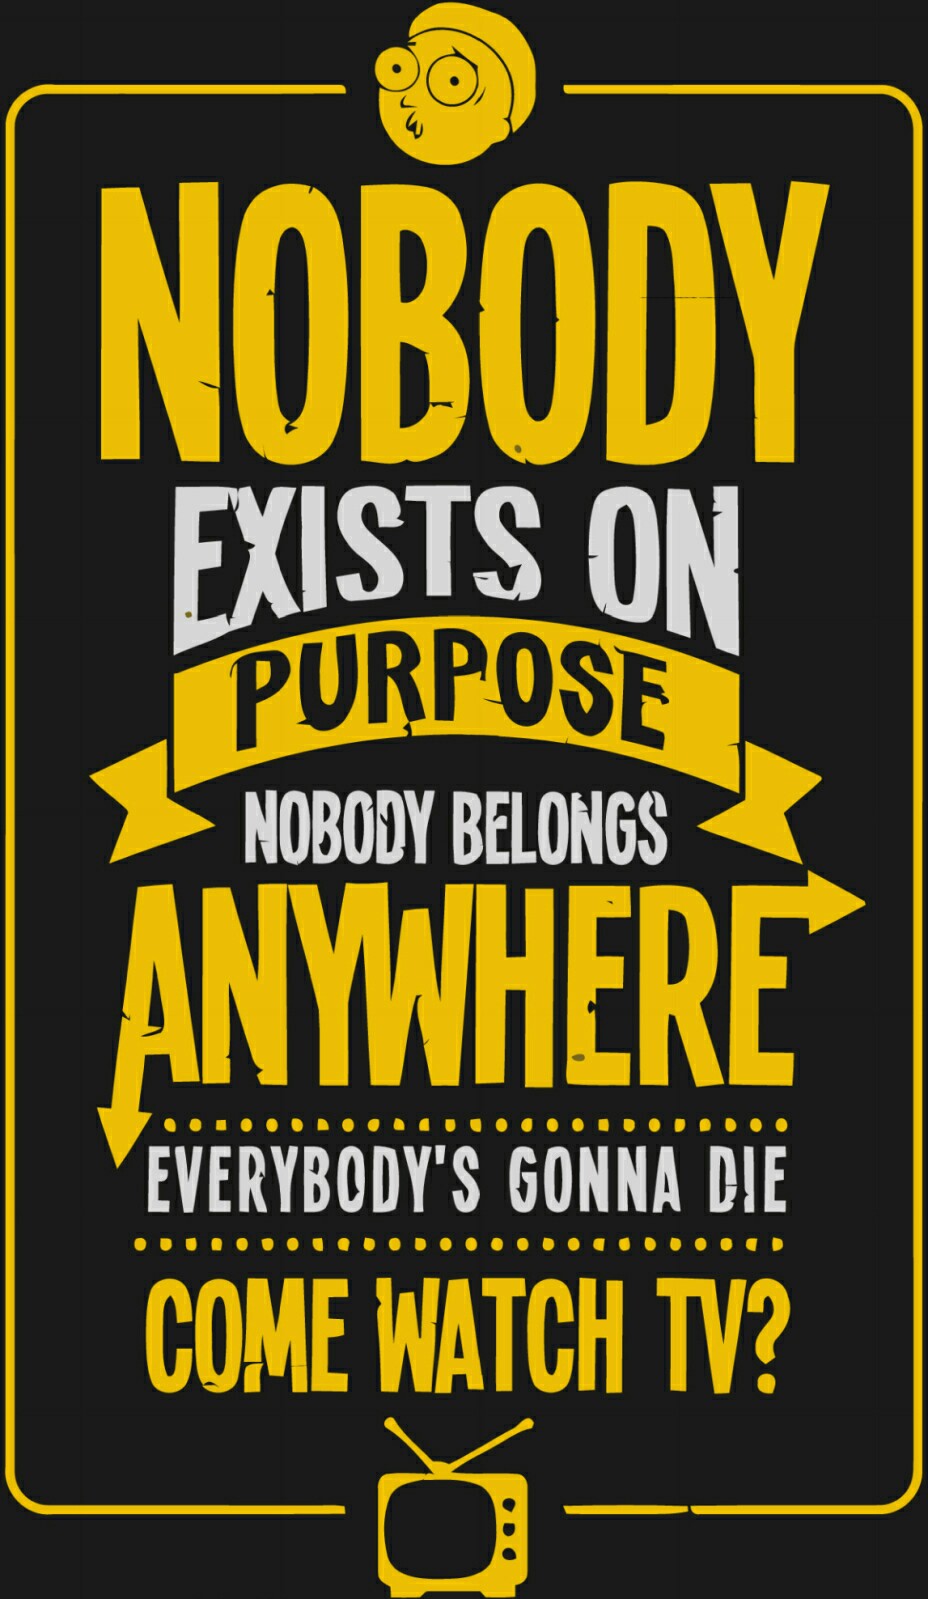 NOBODY
EXISTS ON
PURPOSE
NOBODY BELONGS
ANYWHERE
EVERYBODY'S GONNA DIE
COME WATCH TV?